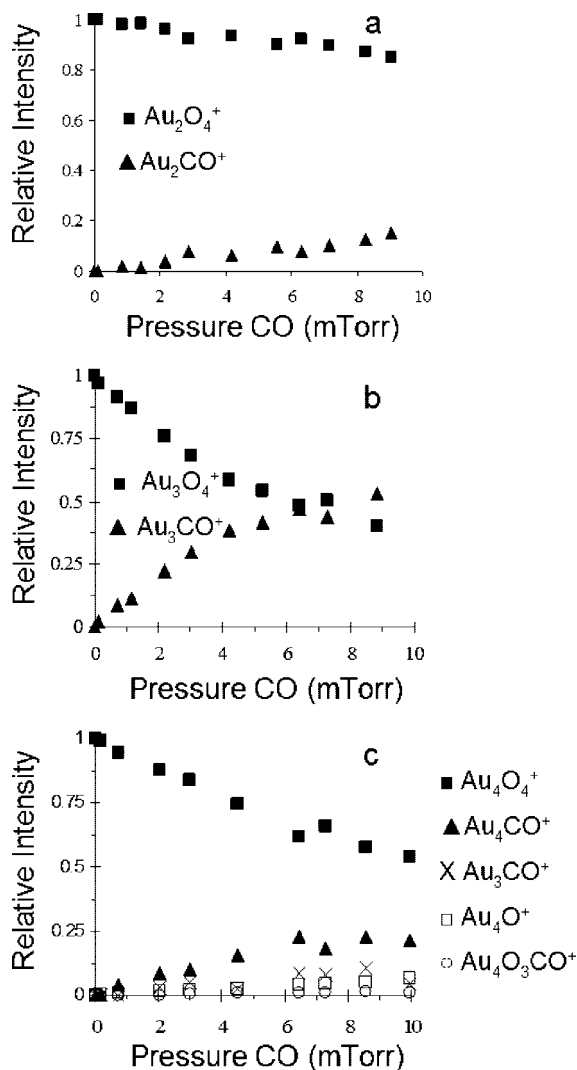 a
Relative Intensity
1
0.8
0.6
0.4
0.2
0
■ Au₂O₄⁺
▲ Au₂CO⁺
0 2 4 6 8 10
Pressure CO (mTorr)
b
Relative Intensity
1
0.75
0.5
0.25
0
■ Au₃O₄⁺
▲ Au₃CO⁺
0 2 4 6 8 10
Pressure CO (mTorr)
c
Relative Intensity
1
0.75
0.5
0.25
0
0 2 4 6 8 10
Pressure CO (mTorr)
■ Au₄O₄⁺
▲ Au₄CO⁺
X Au₃CO⁺
□ Au₄O⁺
○ Au₄O₃CO⁺